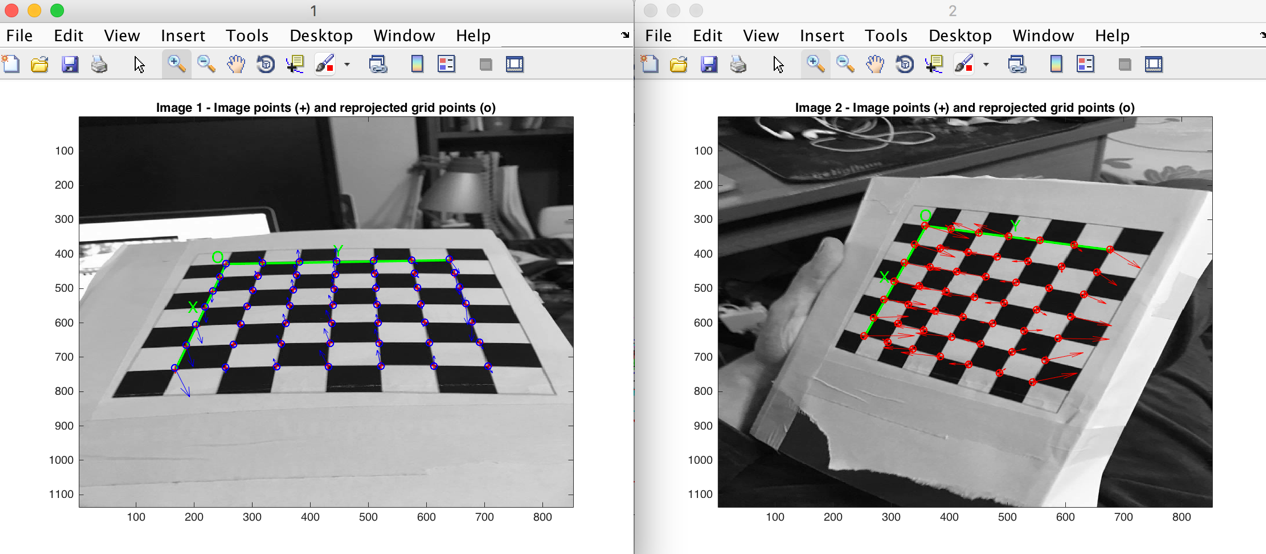 1
File Edit View Insert Tools Desktop Window Help
Image 1 - Image points (+) and reprojected grid points (o)
100
200
300
400
500
600
700
800
900
1000
1100
O
Y
X
100 200 300 400 500 600 700 800
2
File Edit View Insert Tools Desktop Window Help
Image 2 - Image points (+) and reprojected grid points (o)
100
200
300
400
500
600
700
800
900
1000
1100
O
Y
X
100 200 300 400 500 600 700 800